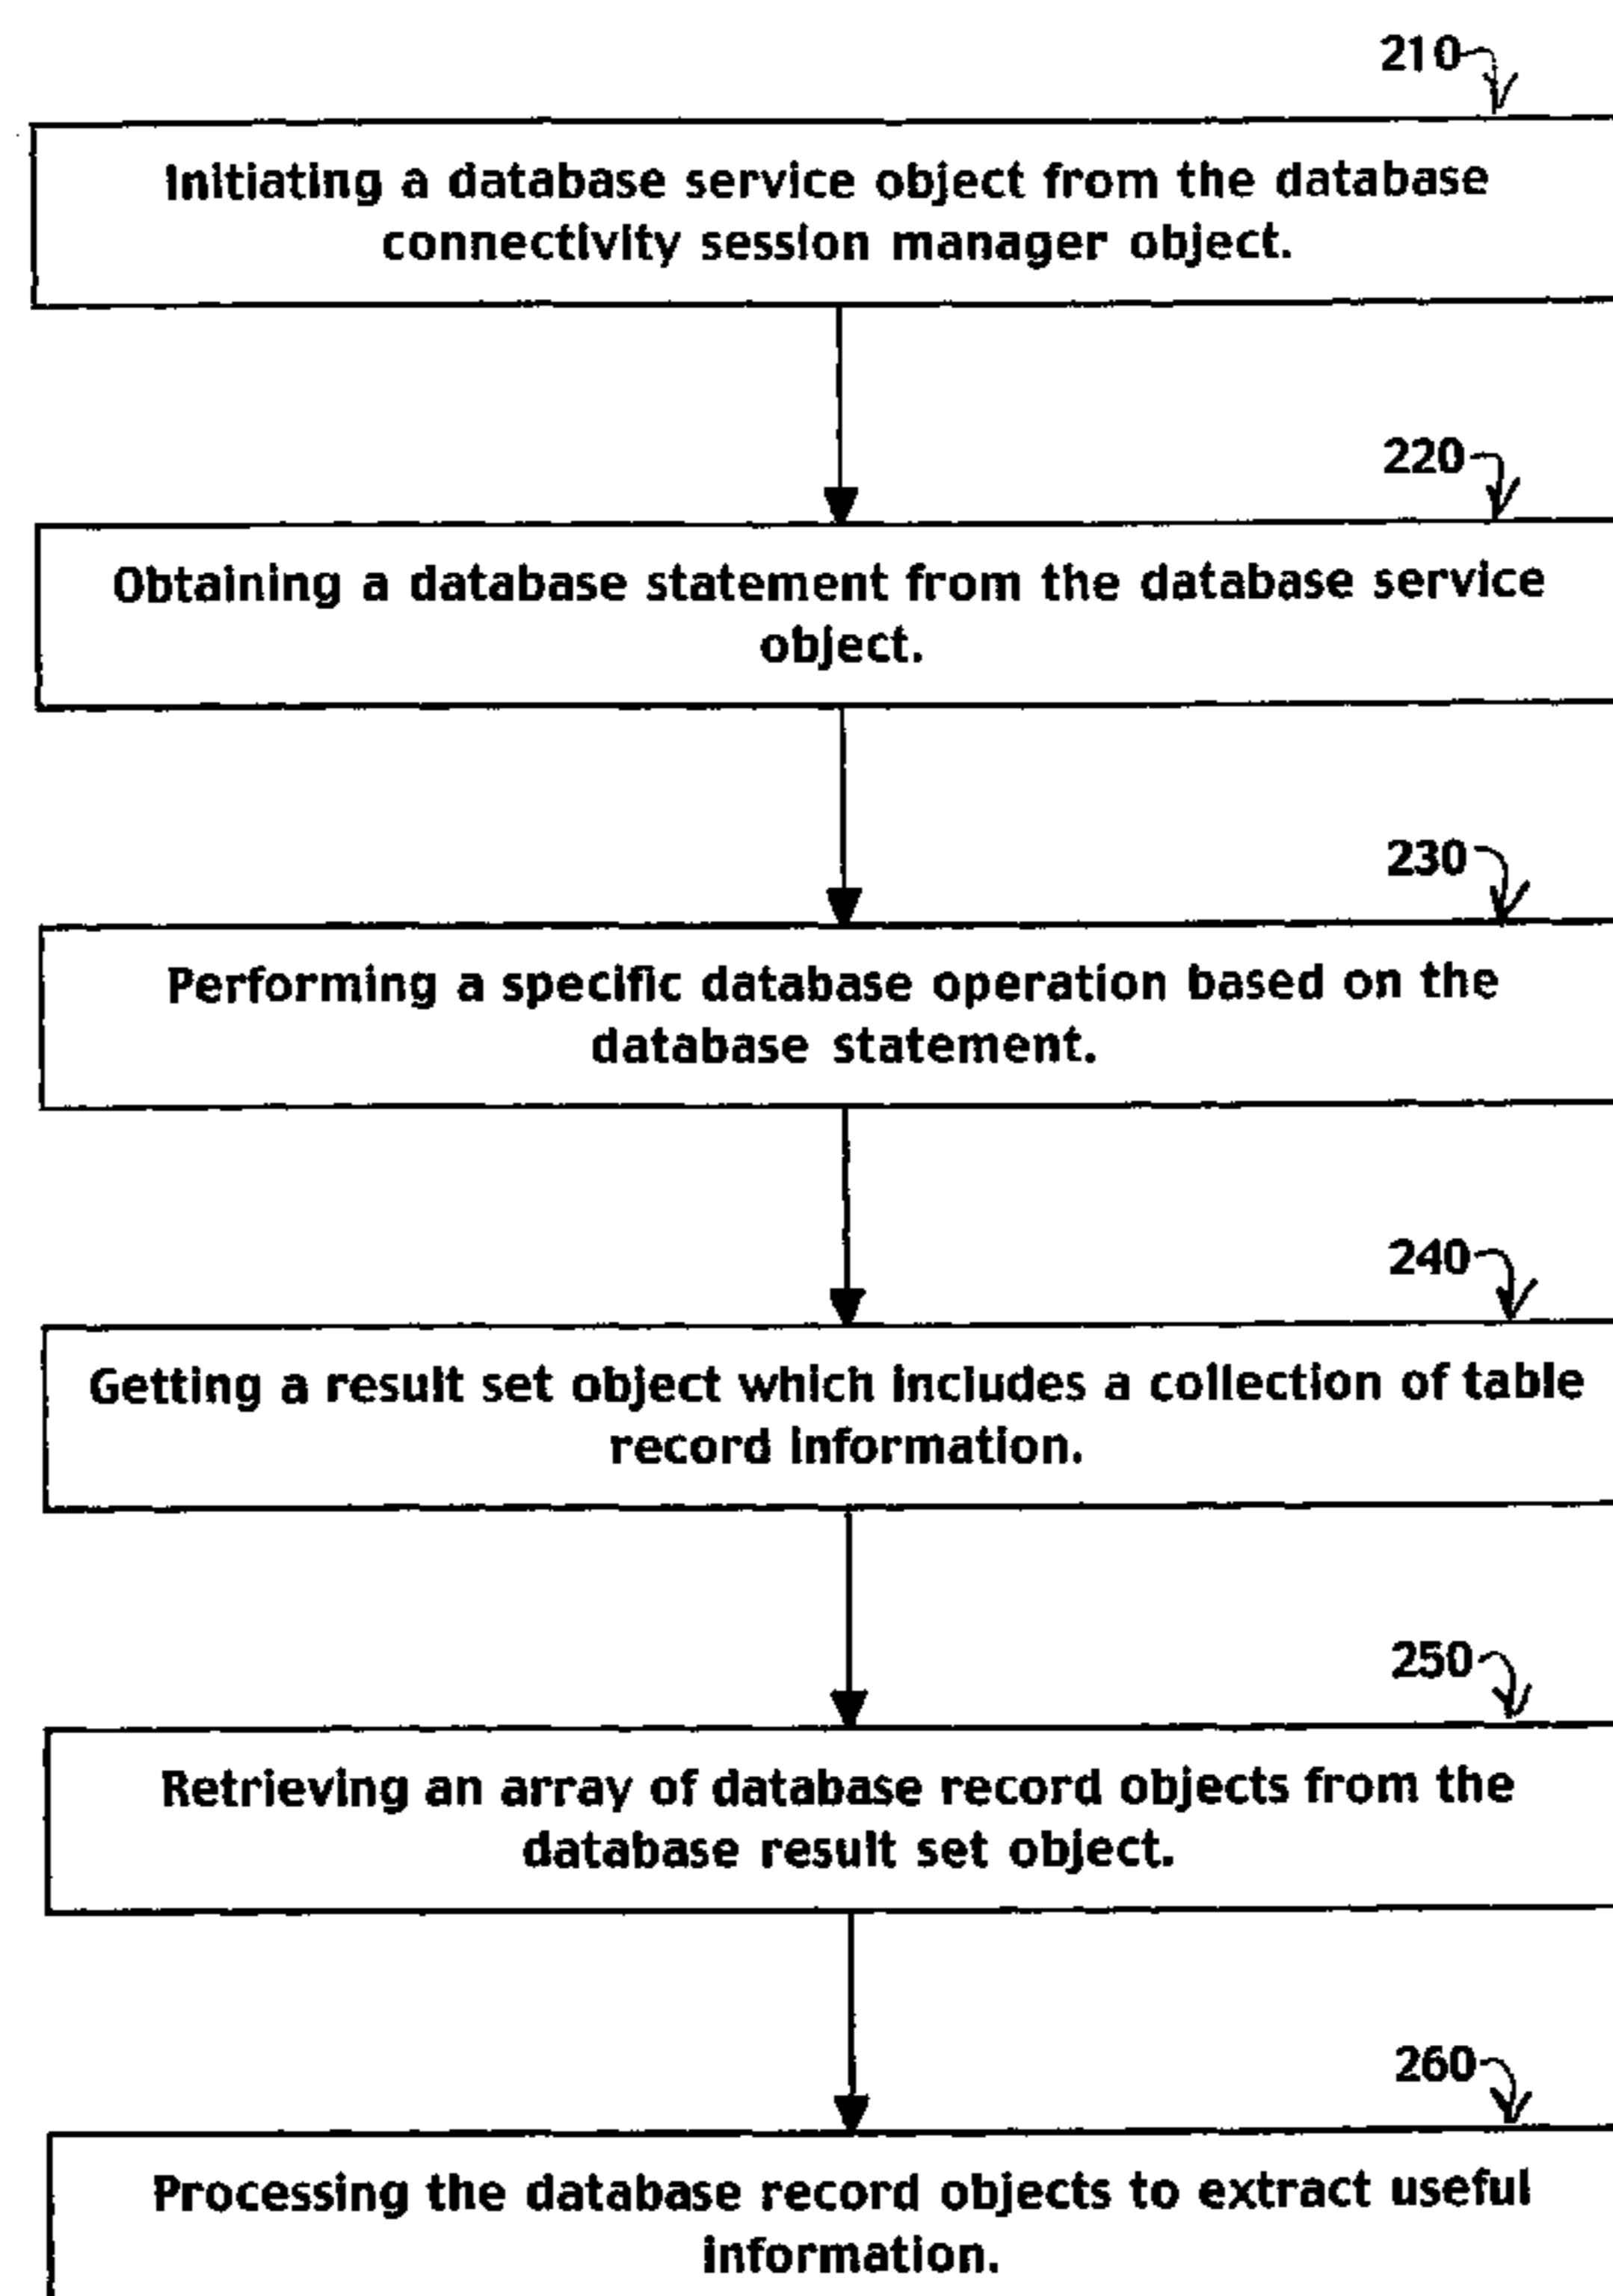 210
Initiating a database service object from the database
connectivity session manager object.
220
Obtaining a database statement from the database service
object.
230
Performing a specific database operation based on the
database statement.
240
Getting a result set object which includes a collection of table
record information.
250
Retrieving an array of database record objects from the
database result set object.
260
Processing the database record objects to extract useful
information.